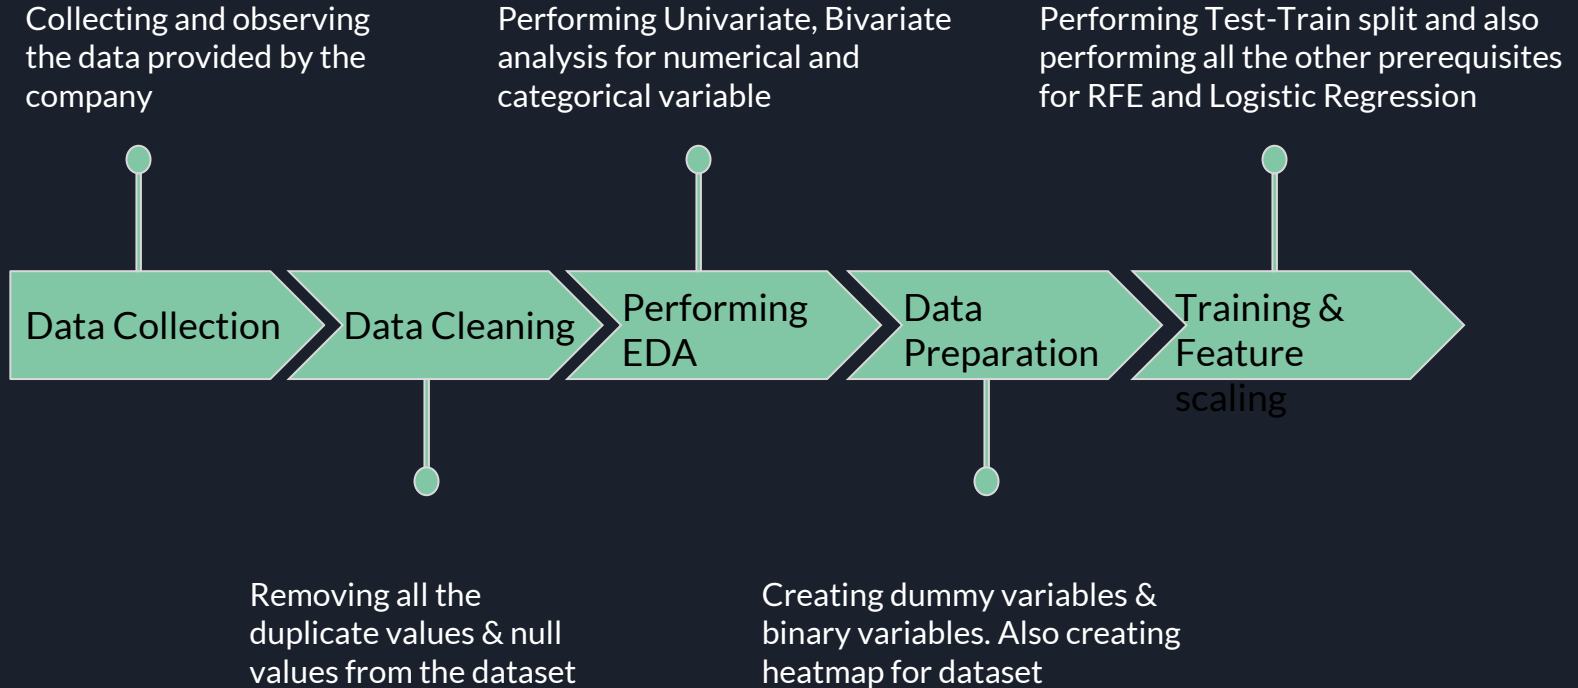 Collecting and observing
the data provided by the
company
Performing Univariate, Bivariate
analysis for numerical and
categorical variable
Performing Test-Train split and also
performing all the other prerequisites
for RFE and Logistic Regression
Data Collection
Data Cleaning
Performing
EDA
Data
Preparation
Training &
Feature
scaling
Removing all the
duplicate values & null
values from the dataset
Creating dummy variables &
binary variables. Also creating
heatmap for dataset